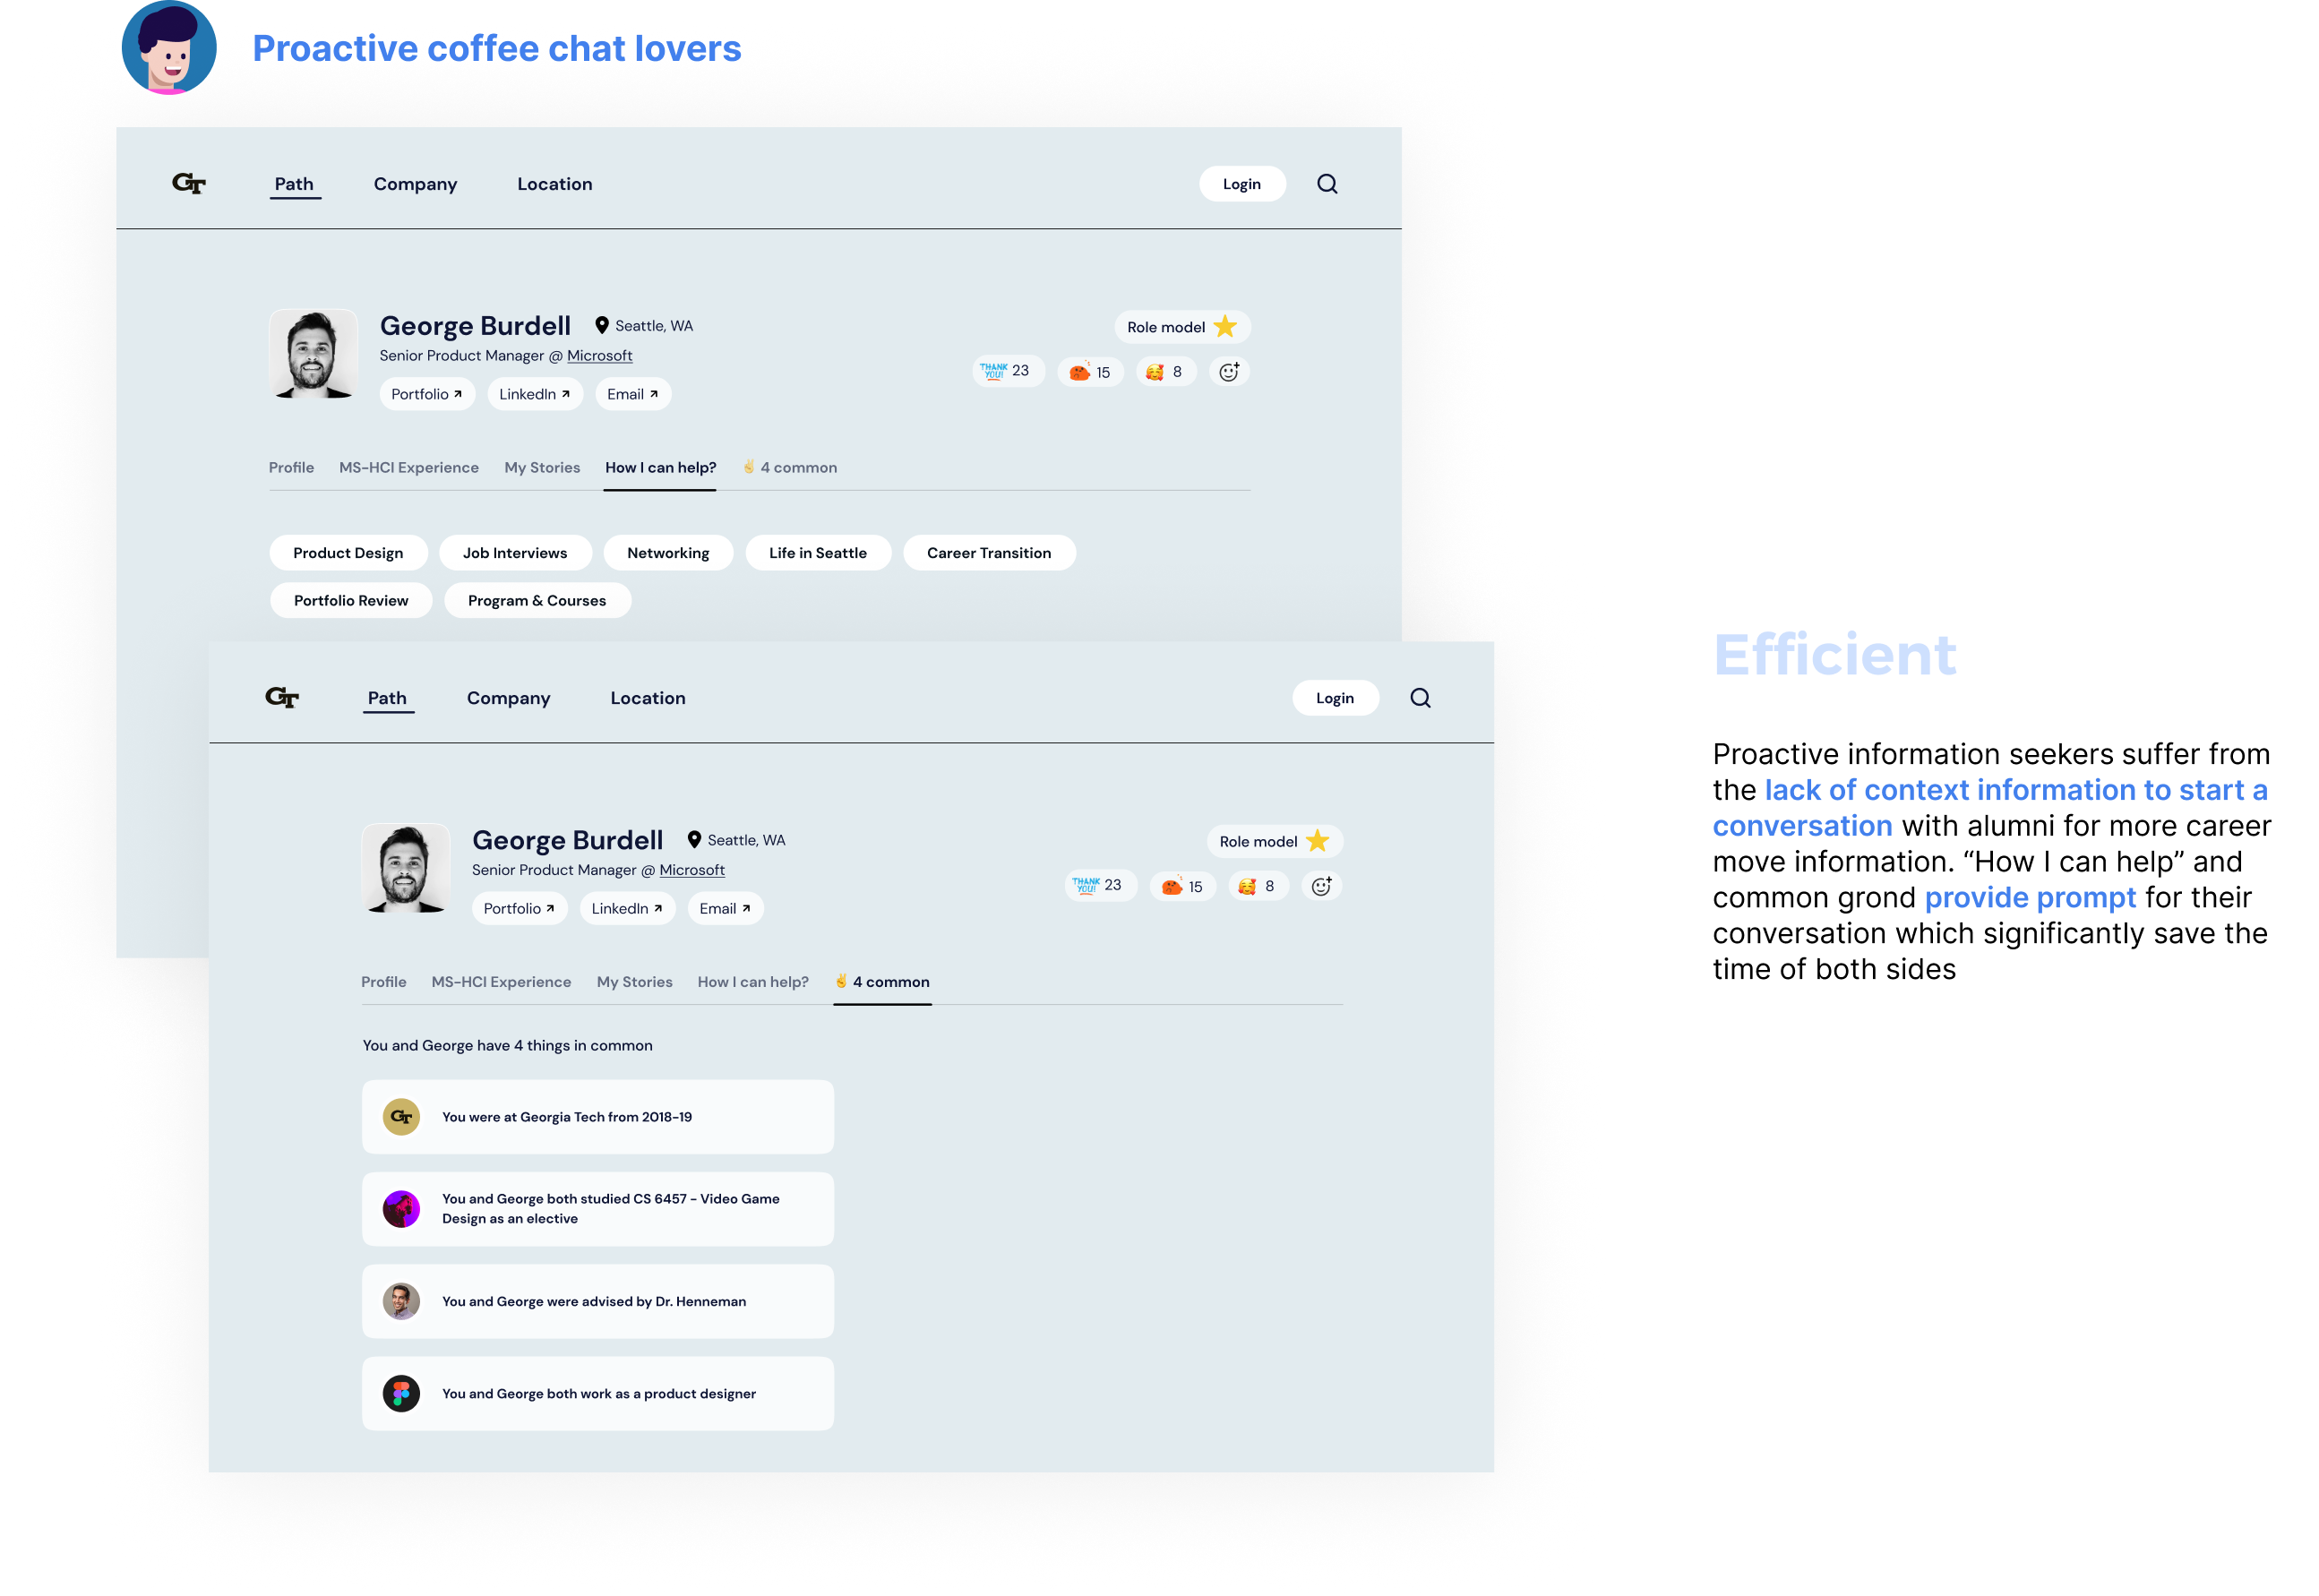 Proactive coffee chat lovers
GT Path Company Location Login
George Burdell Seattle, WA
Role model
Senior Product Manager @ Microsoft
THANK YOU! 23 15 8
Portfolio LinkedIn Email
Profile MS-HCI Experience My Stories How I can help? 4 common
Product Design Job Interviews Networking Life in Seattle Career Transition
Portfolio Review Program & Courses
GT Path Company Location Login
George Burdell Seattle, WA
Role model
Senior Product Manager @ Microsoft
THANK YOU! 23 15 8
Portfolio LinkedIn Email
Profile MS-HCI Experience My Stories How I can help? 4 common
You and George have 4 things in common
GT You were at Georgia Tech from 2018-19
You and George both studied CS 6457 - Video Game
Design as an elective
You and George were advised by Dr. Henneman
You and George both work as a product designer
Efficient
Proactive information seekers suffer from
the lack of context information to start a
conversation with alumni for more career
move information. “How I can help” and
common grond provide prompt for their
conversation which significantly save the
time of both sides